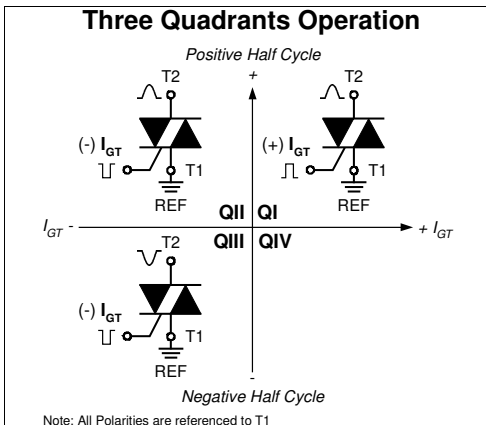 Three Quadrants Operation
Positive Half Cycle
+
T2
T2
(-) IGT
(+) IGT
T1
T1
REF
REF
QII QI
IGT -
+ IGT
QIII QIV
T2
(-) IGT
T1
REF
-
Negative Half Cycle
Note: All Polarities are referenced to T1